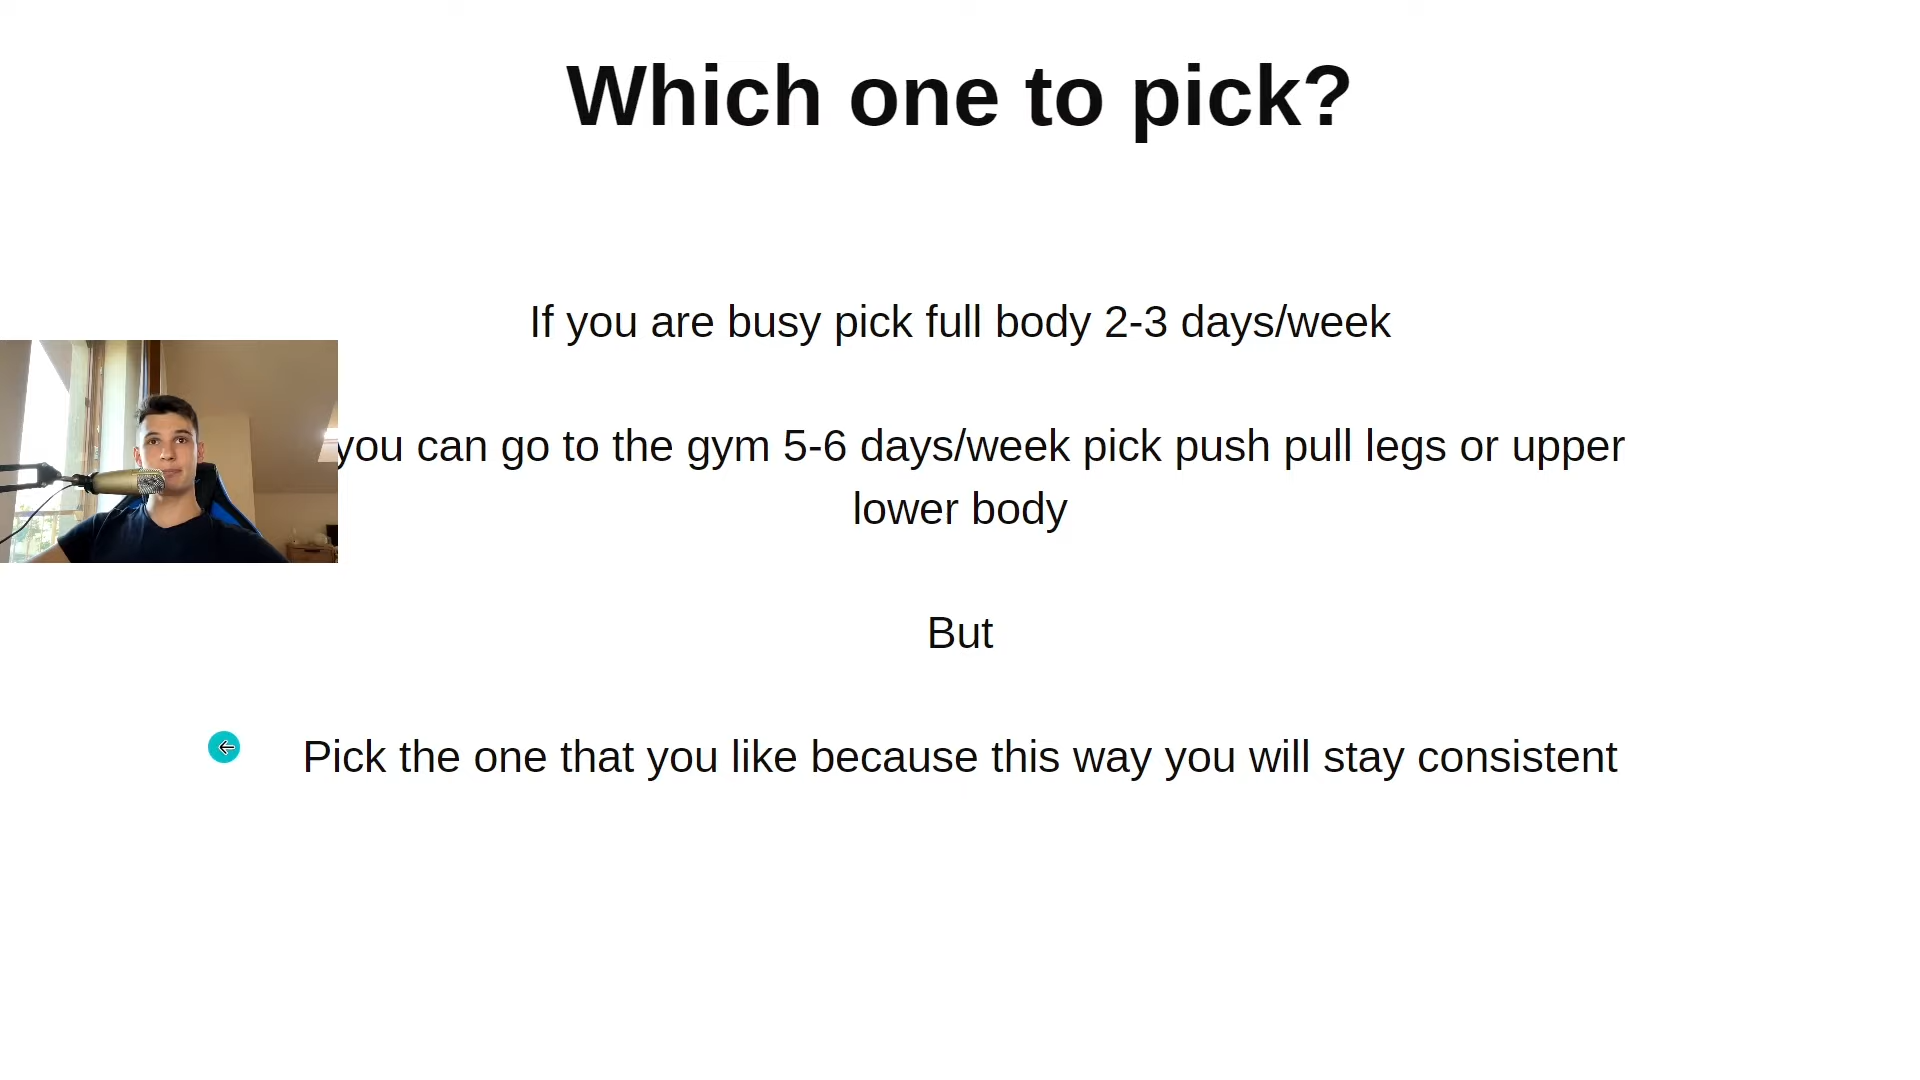 Which one to pick?
If you are busy pick full body 2-3 days/week
you can go to the gym 5-6 days/week pick push pull legs or upper
lower body
But
Pick the one that you like because this way you will stay consistent